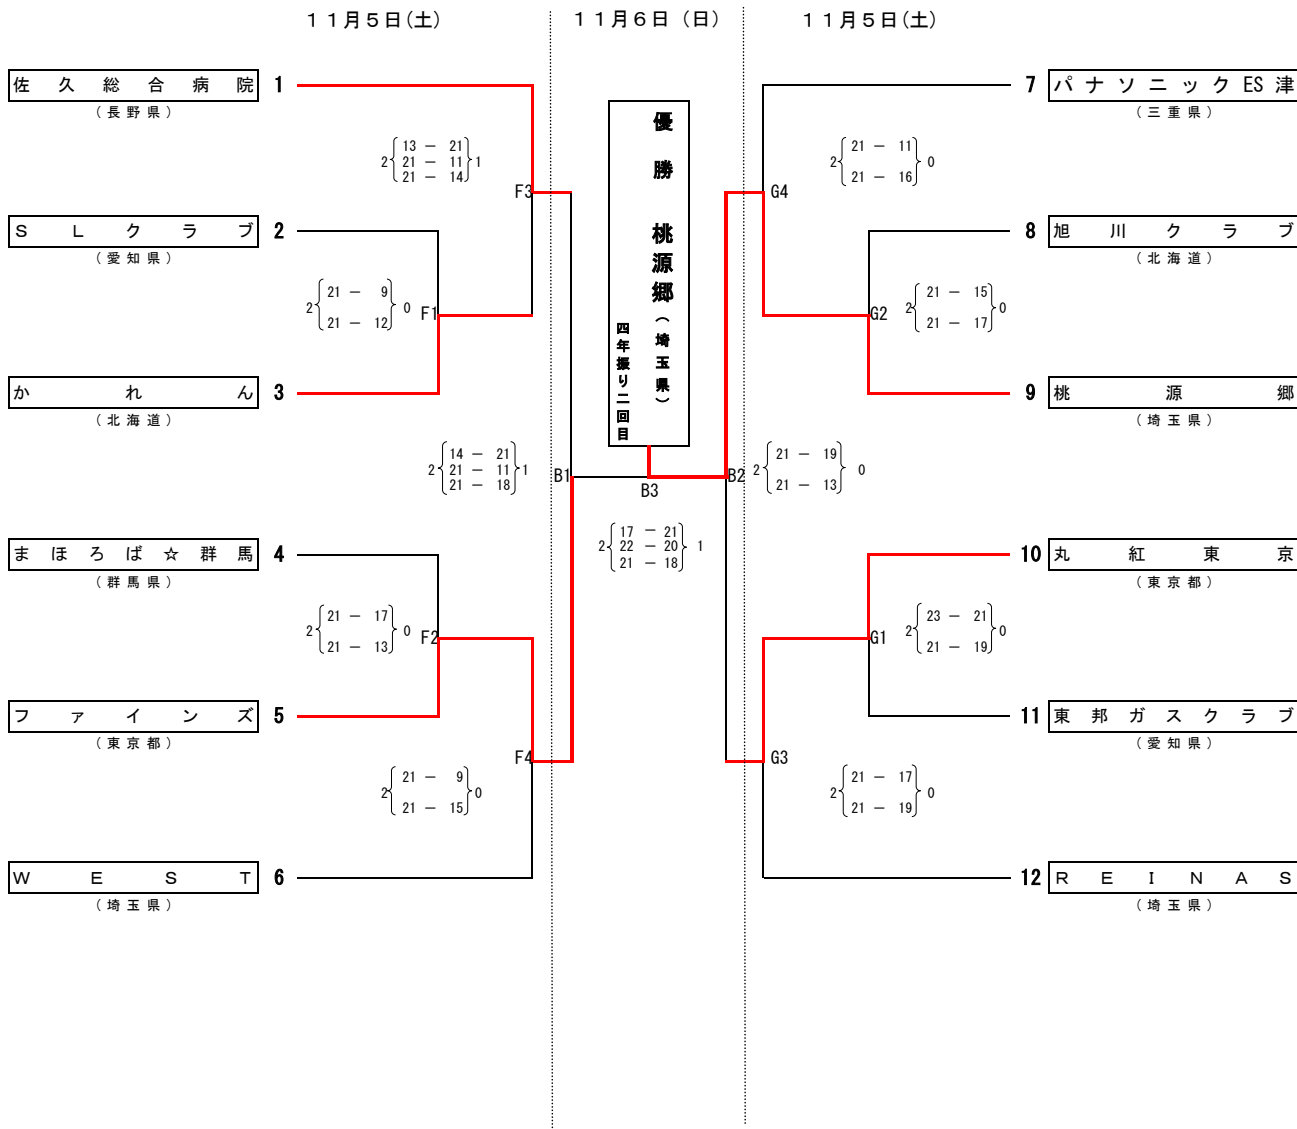 11月5日(土)
11月6日(日)
11月5日(土)
佐久総合病院 1
(長野県)
2 13 － 21 1
21 － 11
21 － 14
F3
SLクラブ 2
(愛知県)
2 21 － 9 0
21 － 12
F1
かれん 3
(北海道)
2 14 － 21 1
21 － 11
21 － 18
B1
まほろば☆群馬 4
(群馬県)
2 21 － 17 0
21 － 13
F2
ファインズ 5
(東京都)
F4
2 21 － 9 0
21 － 15
WEST 6
(埼玉県)
優勝 桃源郷(埼玉県)
四年振り二回目
B3
2 17 － 21 1
22 － 20
21 － 18
7 パナソニックES津
(三重県)
2 21 － 11 0
21 － 16
G4
8 旭川クラブ
(北海道)
G2
2 21 － 15 0
21 － 17
9 桃源郷
(埼玉県)
B2
2 21 － 19 0
21 － 13
10 丸紅東京
(東京都)
G1
2 23 － 21 0
21 － 19
11 東邦ガスクラブ
(愛知県)
G3
2 21 － 17 0
21 － 19
12 REINAS
(埼玉県)